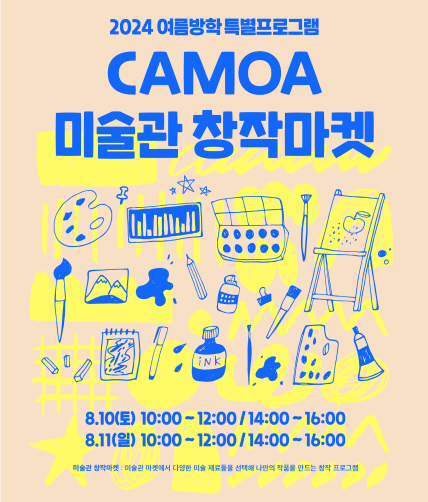 2024 여름방학 특별프로그램
CAMOA
미술관 창작마켓
INK
8.10(토) 10:00 ~ 12:00 / 14:00 ~ 16:00
8.11(일) 10:00 ~ 12:00 / 14:00 ~ 16:00
미술관 창작마켓 : 미술관 마켓에서 다양한 미술 재료들을 선택해 나만의 작품을 만드는 창작 프로그램